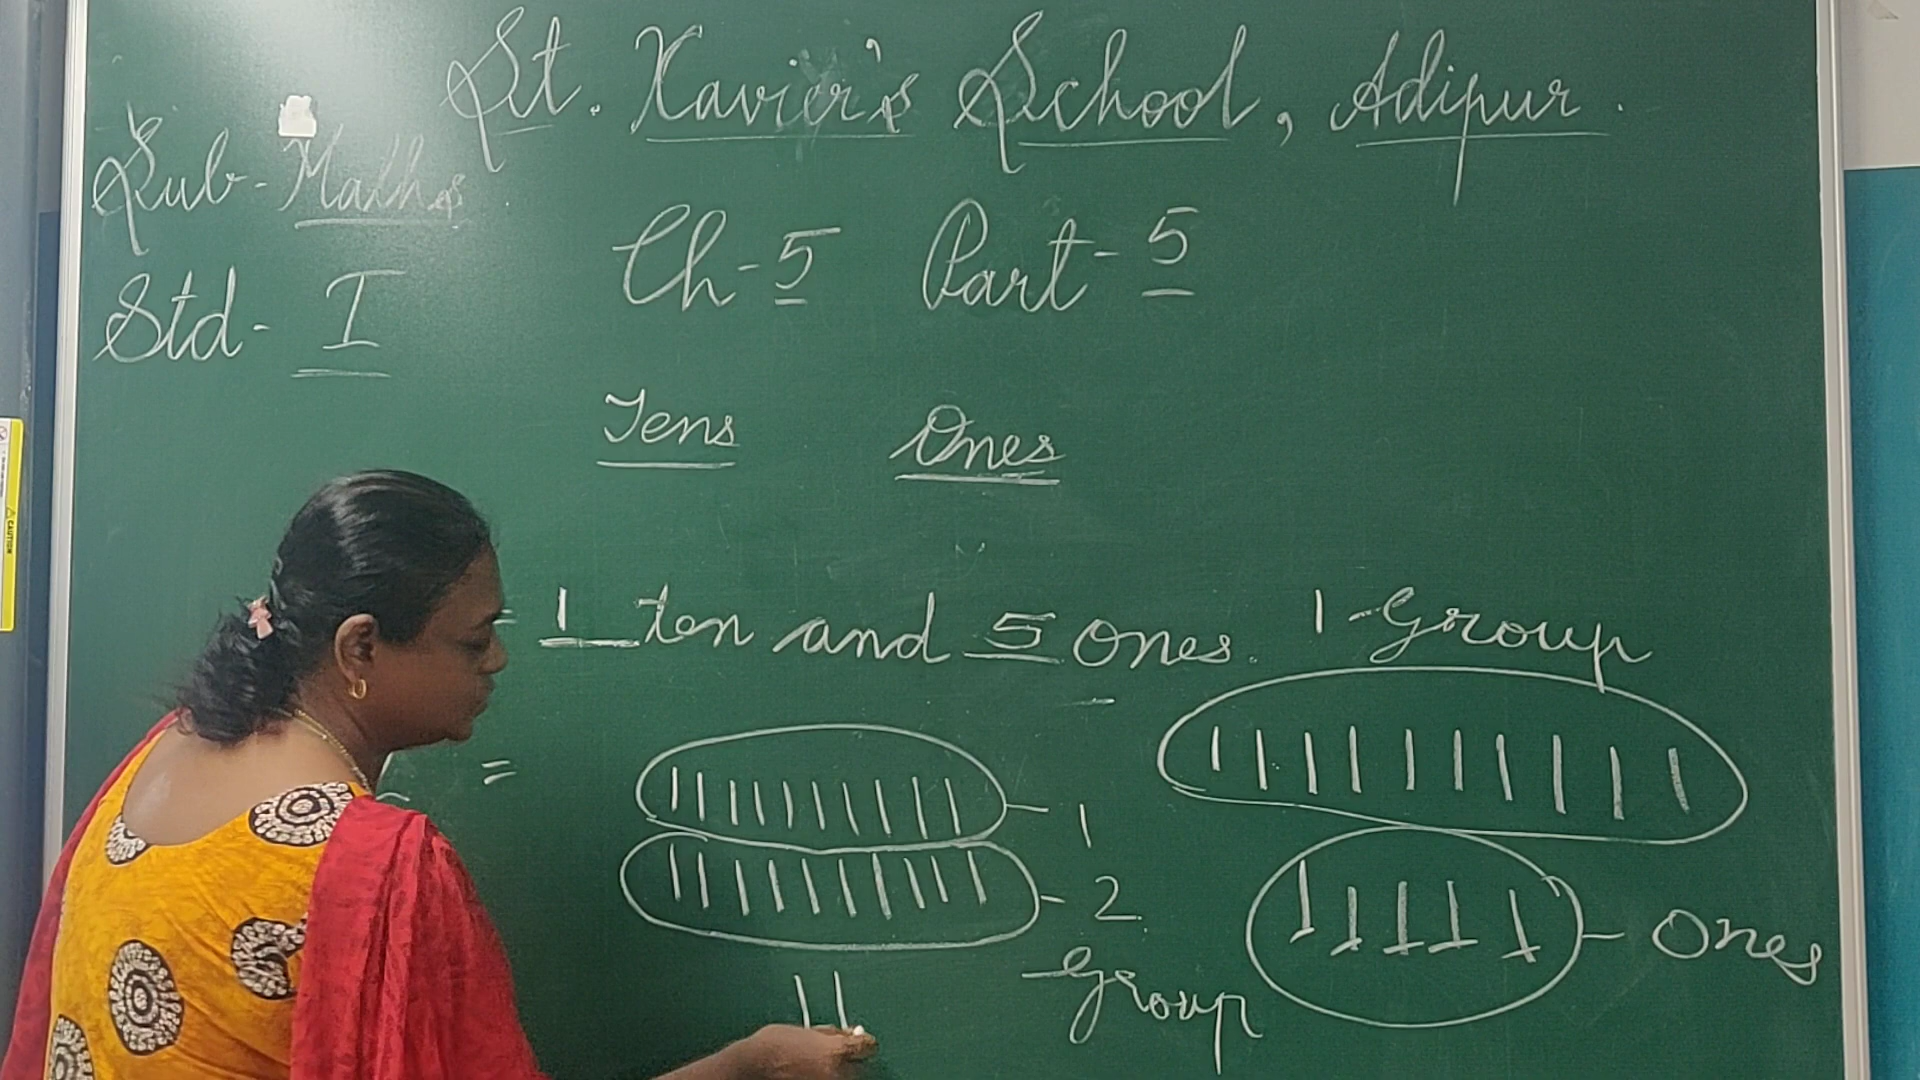 St. Xavier's School, Adipur.
Sub- Maths
Ch-5 Part-5
Std- I
Tens Ones
= 1 ten and 5 ones. 1-Group
=
- 1
- 2.
Group
- Ones
CAUTION